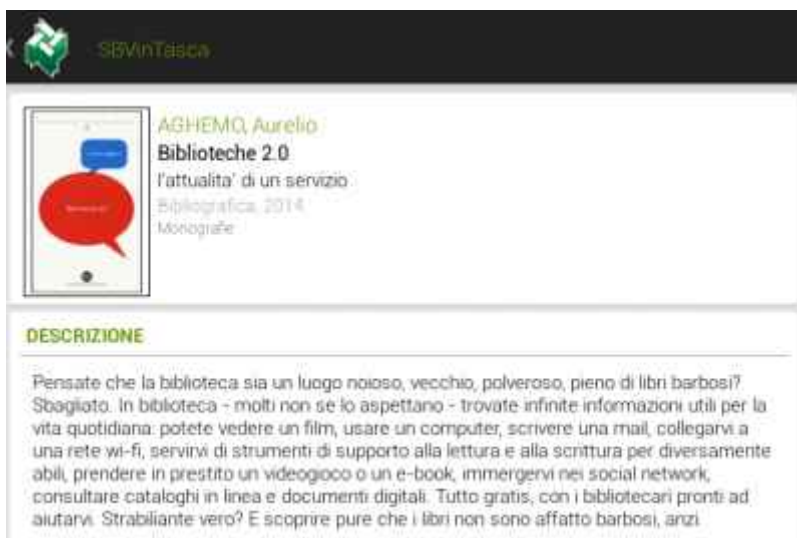 SBVinTasca
AGHEMO, Aurelio
Biblioteche 2.0
l'attualita' di un servizio
Bibliografica, 2014
Monografie
DESCRIZIONE
Pensate che la biblioteca sia un luogo noioso, vecchio, polveroso, pieno di libri barbosi?
Sbagliato. In biblioteca - molti non se lo aspettano - trovate infinite informazioni utili per la
vita quotidiana: potete vedere un film, usare un computer, scrivere una mail, collegarvi a
una rete wi-fi, servirvi di strumenti di supporto alla lettura e alla scrittura per diversamente
abili, prendere in prestito un videogioco o un e-book, immergervi nei social network,
consultare cataloghi in linea e documenti digitali. Tutto gratis, con i bibliotecari pronti ad
aiutarvi. Strabiliante vero? E scoprire pure che i libri non sono affatto barbosi, anzi.